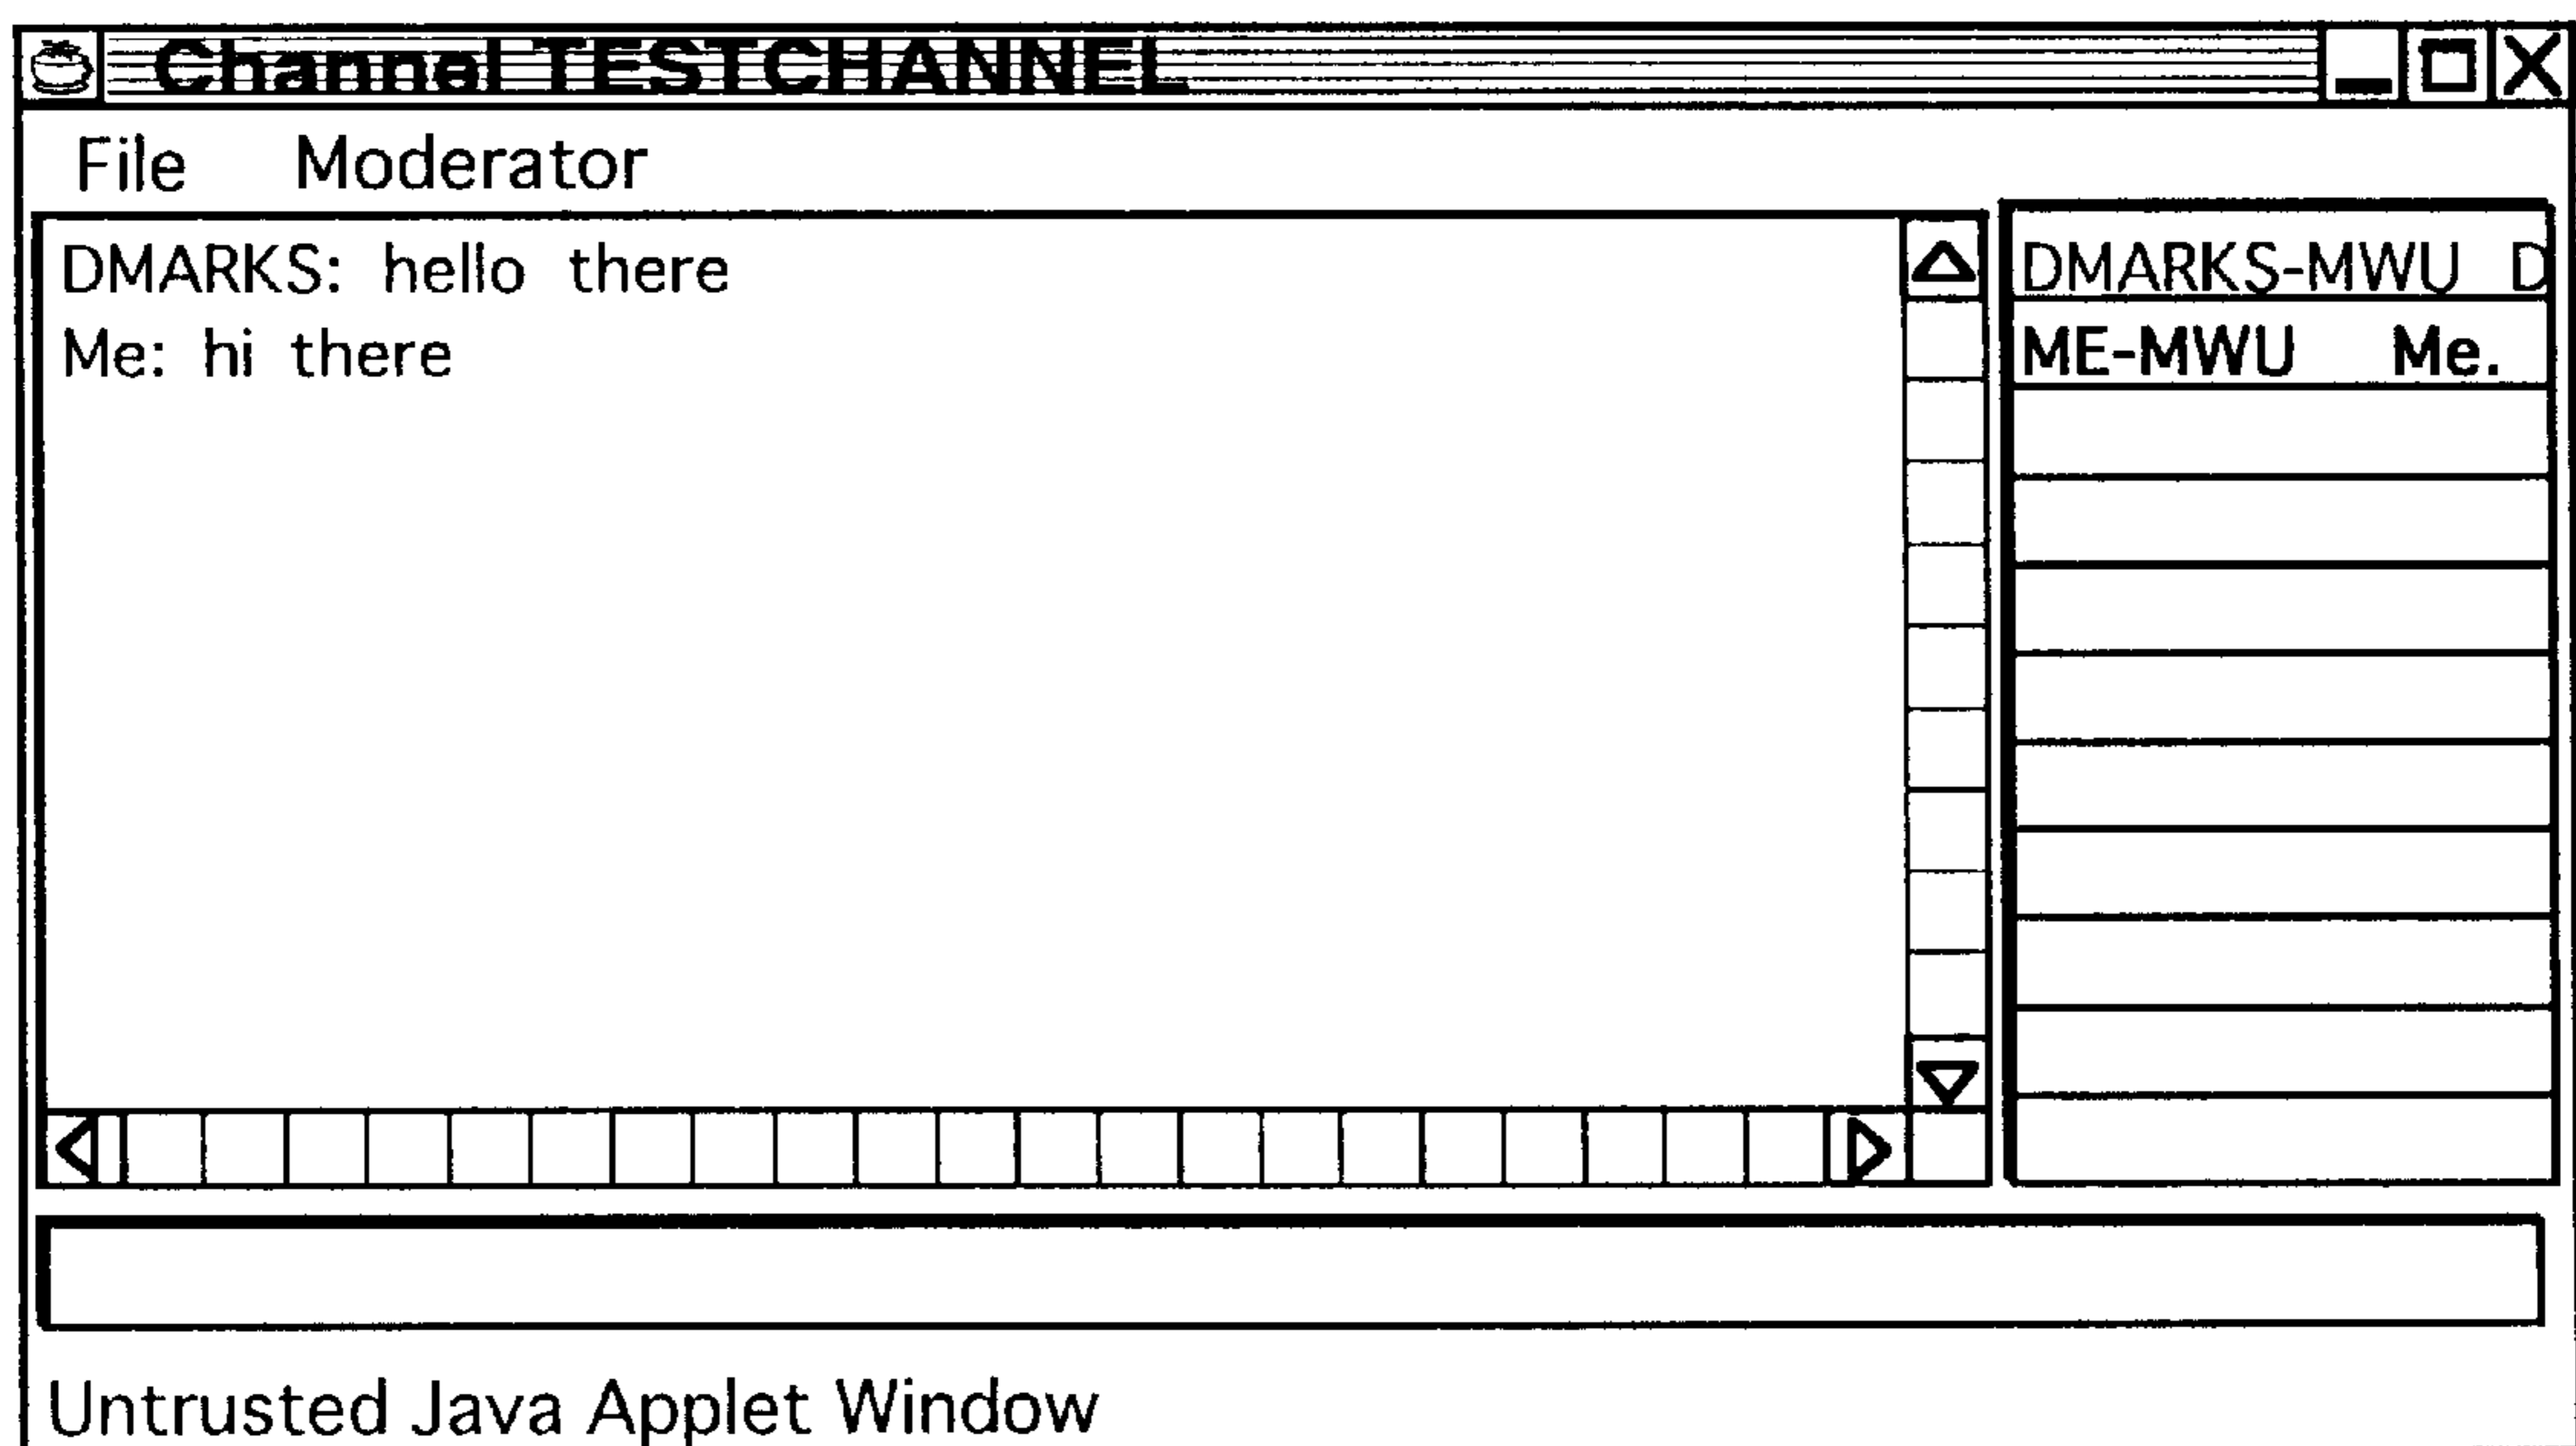 Channel TESTCHANNEL
File Moderator
DMARKS: hello there
Me: hi there
DMARKS-MWU D
ME-MWU Me.
Untrusted Java Applet Window